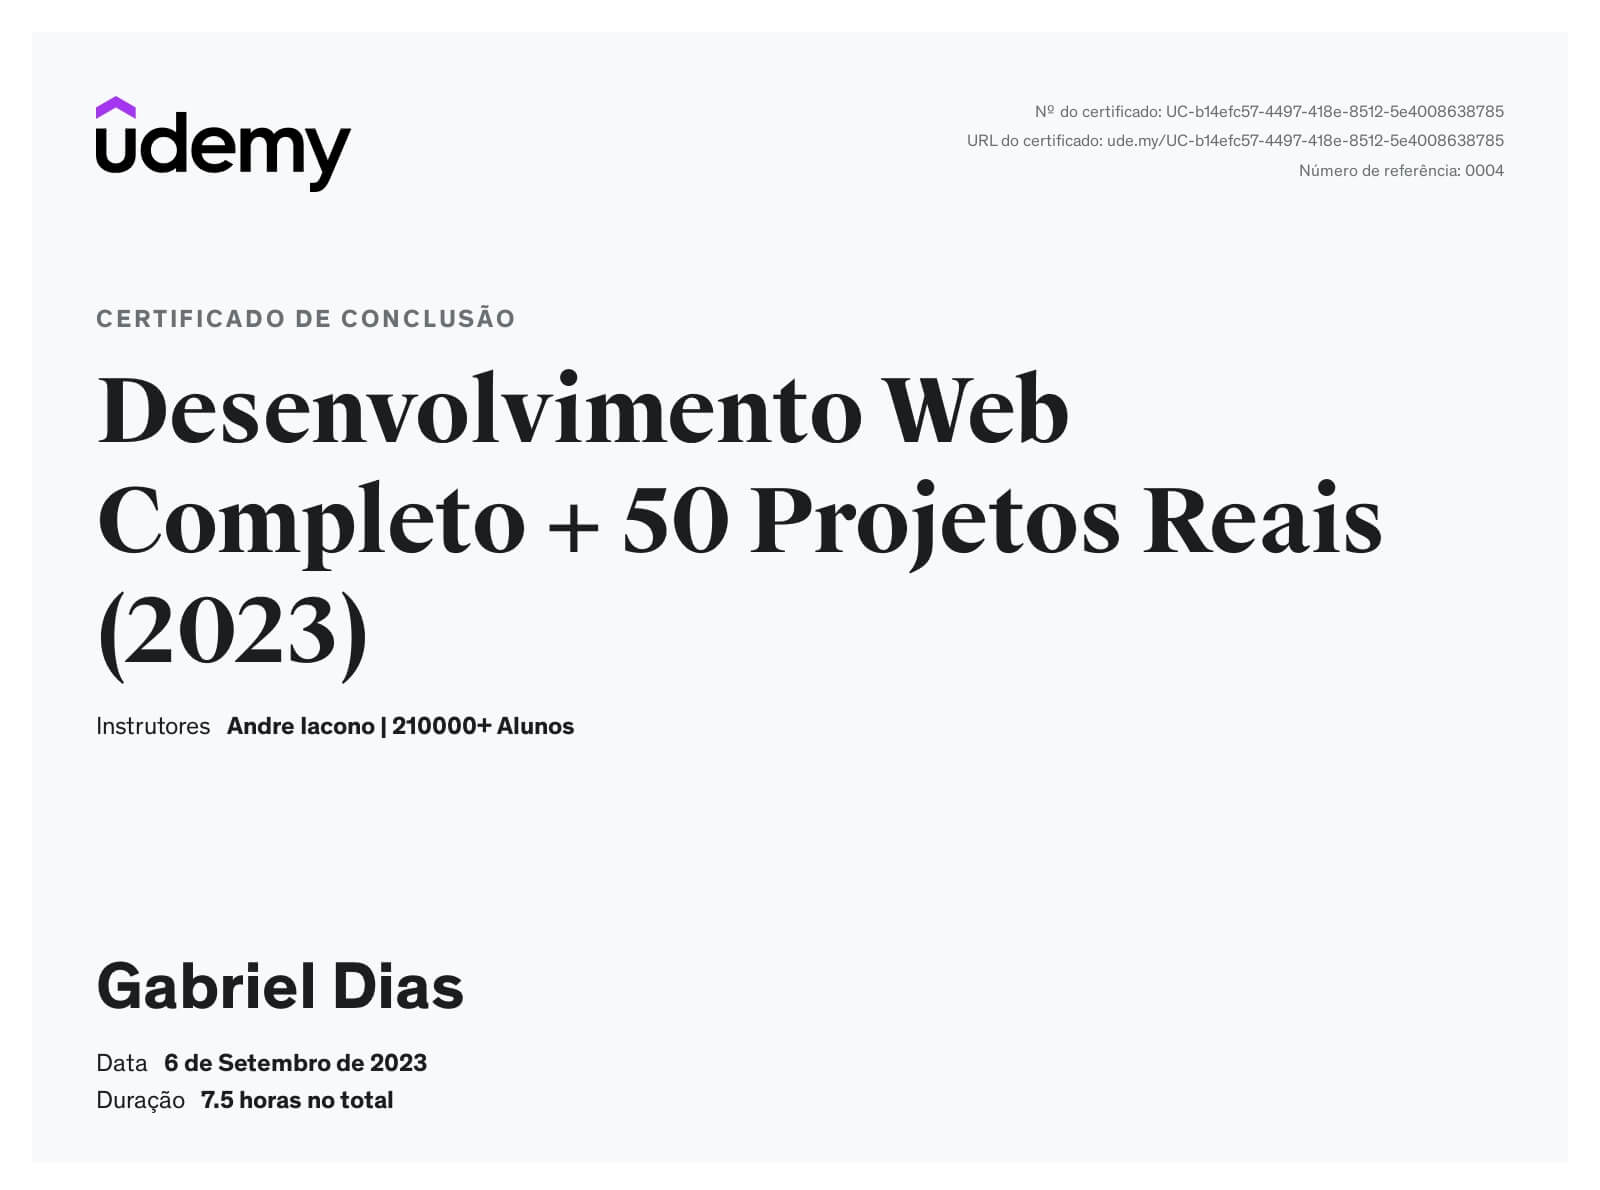 udemy
Nº do certificado: UC-b14efc57-4497-418e-8512-5e4008638785
URL do certificado: ude.my/UC-b14efc57-4497-418e-8512-5e4008638785
Número de referência: 0004
CERTIFICADO DE CONCLUSÃO
Desenvolvimento Web
Completo + 50 Projetos Reais
(2023)
Instrutores Andre Iacono | 210000+ Alunos
Gabriel Dias
Data 6 de Setembro de 2023
Duração 7.5 horas no total